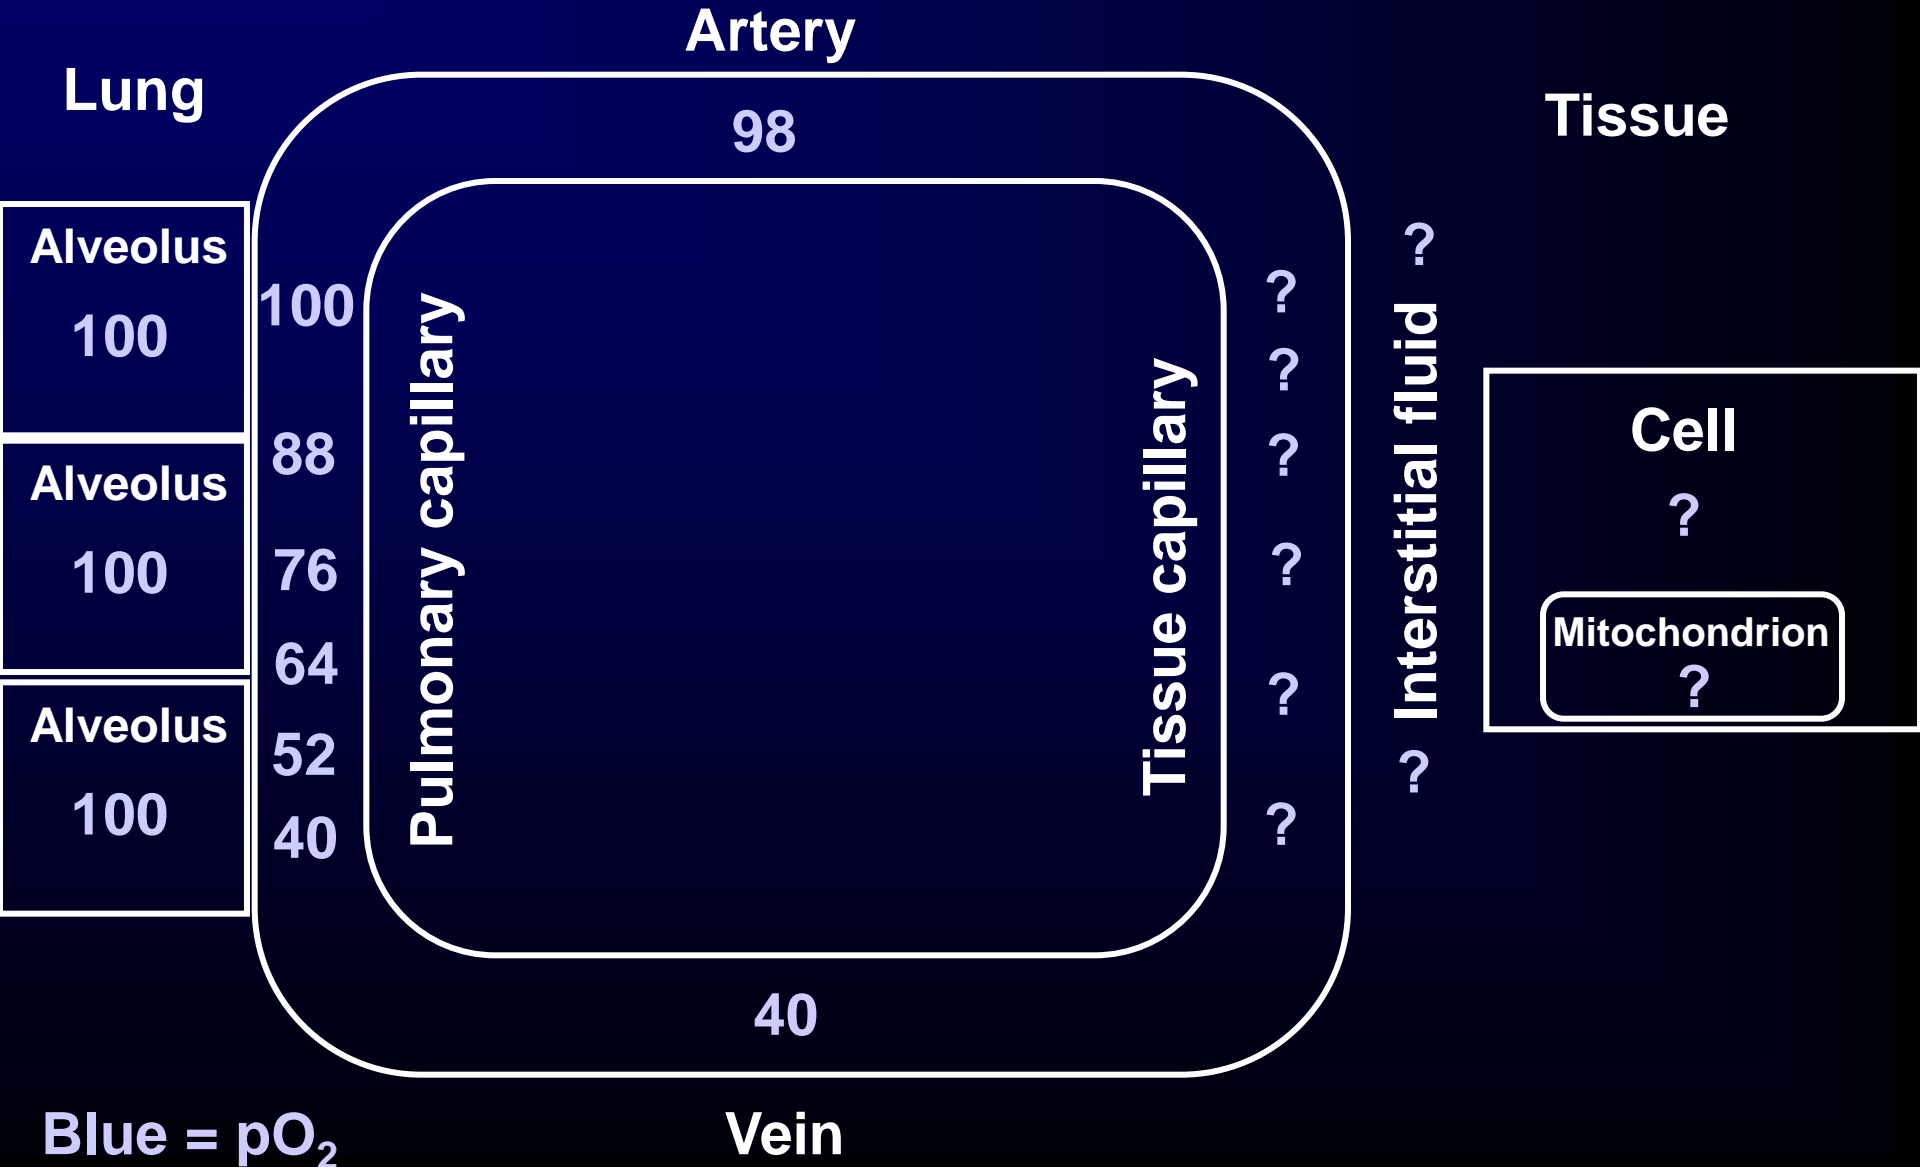 Artery
Lung
Tissue
98
Alveolus
100
Alveolus
100
Alveolus
100
100
88
76
64
52
40
Pulmonary capillary
Tissue capillary
?
?
?
?
?
?
?
Interstitial fluid
?
Cell
?
Mitochondrion
?
40
Vein
Blue = pO₂